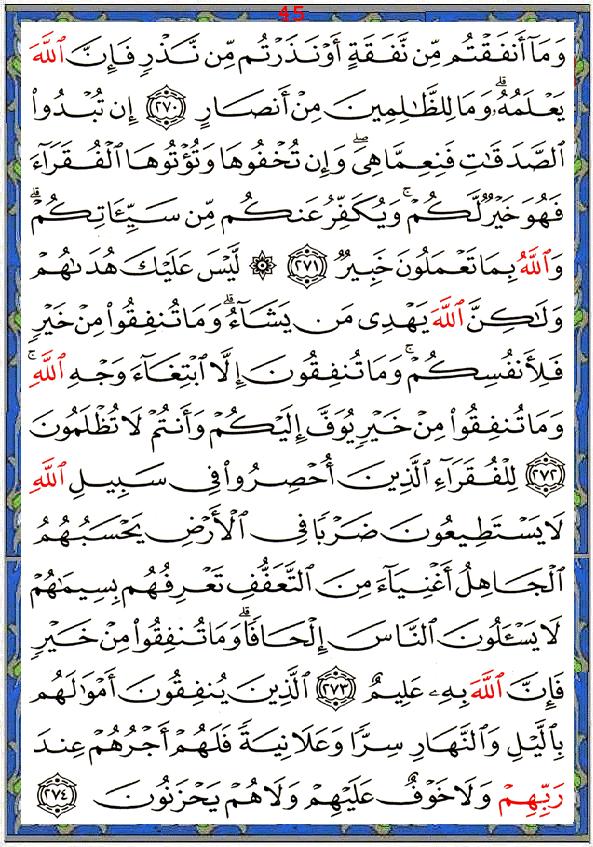 45
وَمَآ أَنفَقۡتُم مِّن نَّفَقَةٍ أَوۡ نَذَرۡتُم مِّن نَّذۡرٖ فَإِنَّ ٱللَّهَ
يَعۡلَمُهُۥۗ وَمَا لِلظَّٰلِمِينَ مِنۡ أَنصَارٍ ٢٧٠ إِن تُبۡدُواْ
ٱلصَّدَقَٰتِ فَنِعِمَّا هِيَۖ وَإِن تُخۡفُوهَا وَتُؤۡتُوهَا ٱلۡفُقَرَآءَ
فَهُوَ خَيۡرٞ لَّكُمۡۚ وَيُكَفِّرُ عَنكُم مِّن سَيِّـَٔاتِكُمۡۗ
وَٱللَّهُ بِمَا تَعۡمَلُونَ خَبِيرٞ ٢٧١ ۞ لَّيۡسَ عَلَيۡكَ هُدَىٰهُمۡ
وَلَٰكِنَّ ٱللَّهَ يَهۡدِي مَن يَشَآءُۗ وَمَا تُنفِقُواْ مِنۡ خَيۡرٖ
فَلِأَنفُسِكُمۡۚ وَمَا تُنفِقُونَ إِلَّا ٱبۡتِغَآءَ وَجۡهِ ٱللَّهِۚ
وَمَا تُنفِقُواْ مِنۡ خَيۡرٖ يُوَفَّ إِلَيۡكُمۡ وَأَنتُمۡ لَا تُظۡلَمُونَ
٢٧٢ لِلۡفُقَرَآءِ ٱلَّذِينَ أُحۡصِرُواْ فِي سَبِيلِ ٱللَّهِ
لَا يَسۡتَطِيعُونَ ضَرۡبٗا فِي ٱلۡأَرۡضِ يَحۡسَبُهُمُ
ٱلۡجَاهِلُ أَغۡنِيَآءَ مِنَ ٱلتَّعَفُّفِ تَعۡرِفُهُم بِسِيمَٰهُمۡ
لَا يَسۡـَٔلُونَ ٱلنَّاسَ إِلۡحَافٗاۗ وَمَا تُنفِقُواْ مِنۡ خَيۡرٖ
فَإِنَّ ٱللَّهَ بِهِۦ عَلِيمٌ ٢٧٣ ٱلَّذِينَ يُنفِقُونَ أَمۡوَٰلَهُم
بِٱلَّيۡلِ وَٱلنَّهَارِ سِرّٗا وَعَلَانِيَةٗ فَلَهُمۡ أَجۡرُهُمۡ عِندَ
رَبِّهِمۡ وَلَا خَوۡفٌ عَلَيۡهِمۡ وَلَا هُمۡ يَحۡزَنُونَ ٢٧٤